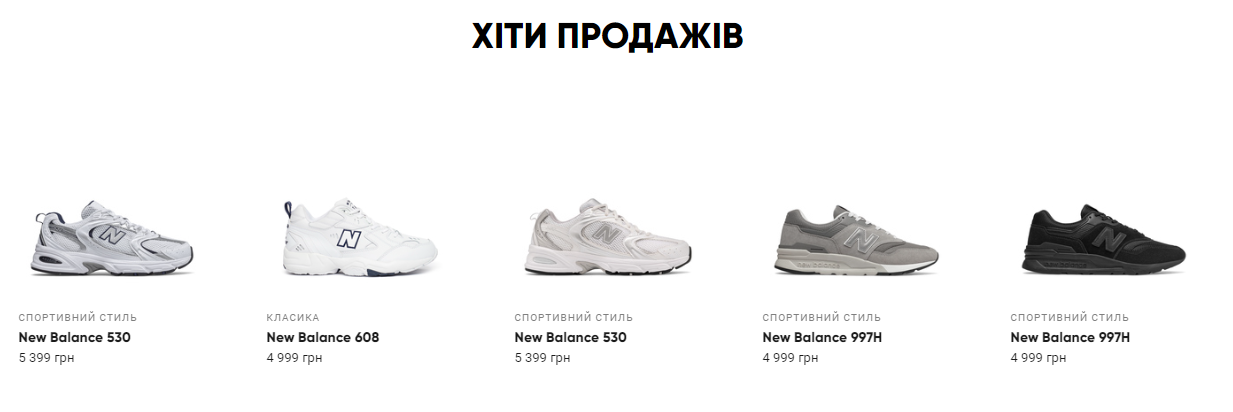 ХІТИ ПРОДАЖІВ
СПОРТИВНИЙ СТИЛЬ
New Balance 530
5 399 грн
КЛАСИКА
New Balance 608
4 999 грн
СПОРТИВНИЙ СТИЛЬ
New Balance 530
5 399 грн
СПОРТИВНИЙ СТИЛЬ
New Balance 997H
4 999 грн
СПОРТИВНИЙ СТИЛЬ
New Balance 997H
4 999 грн